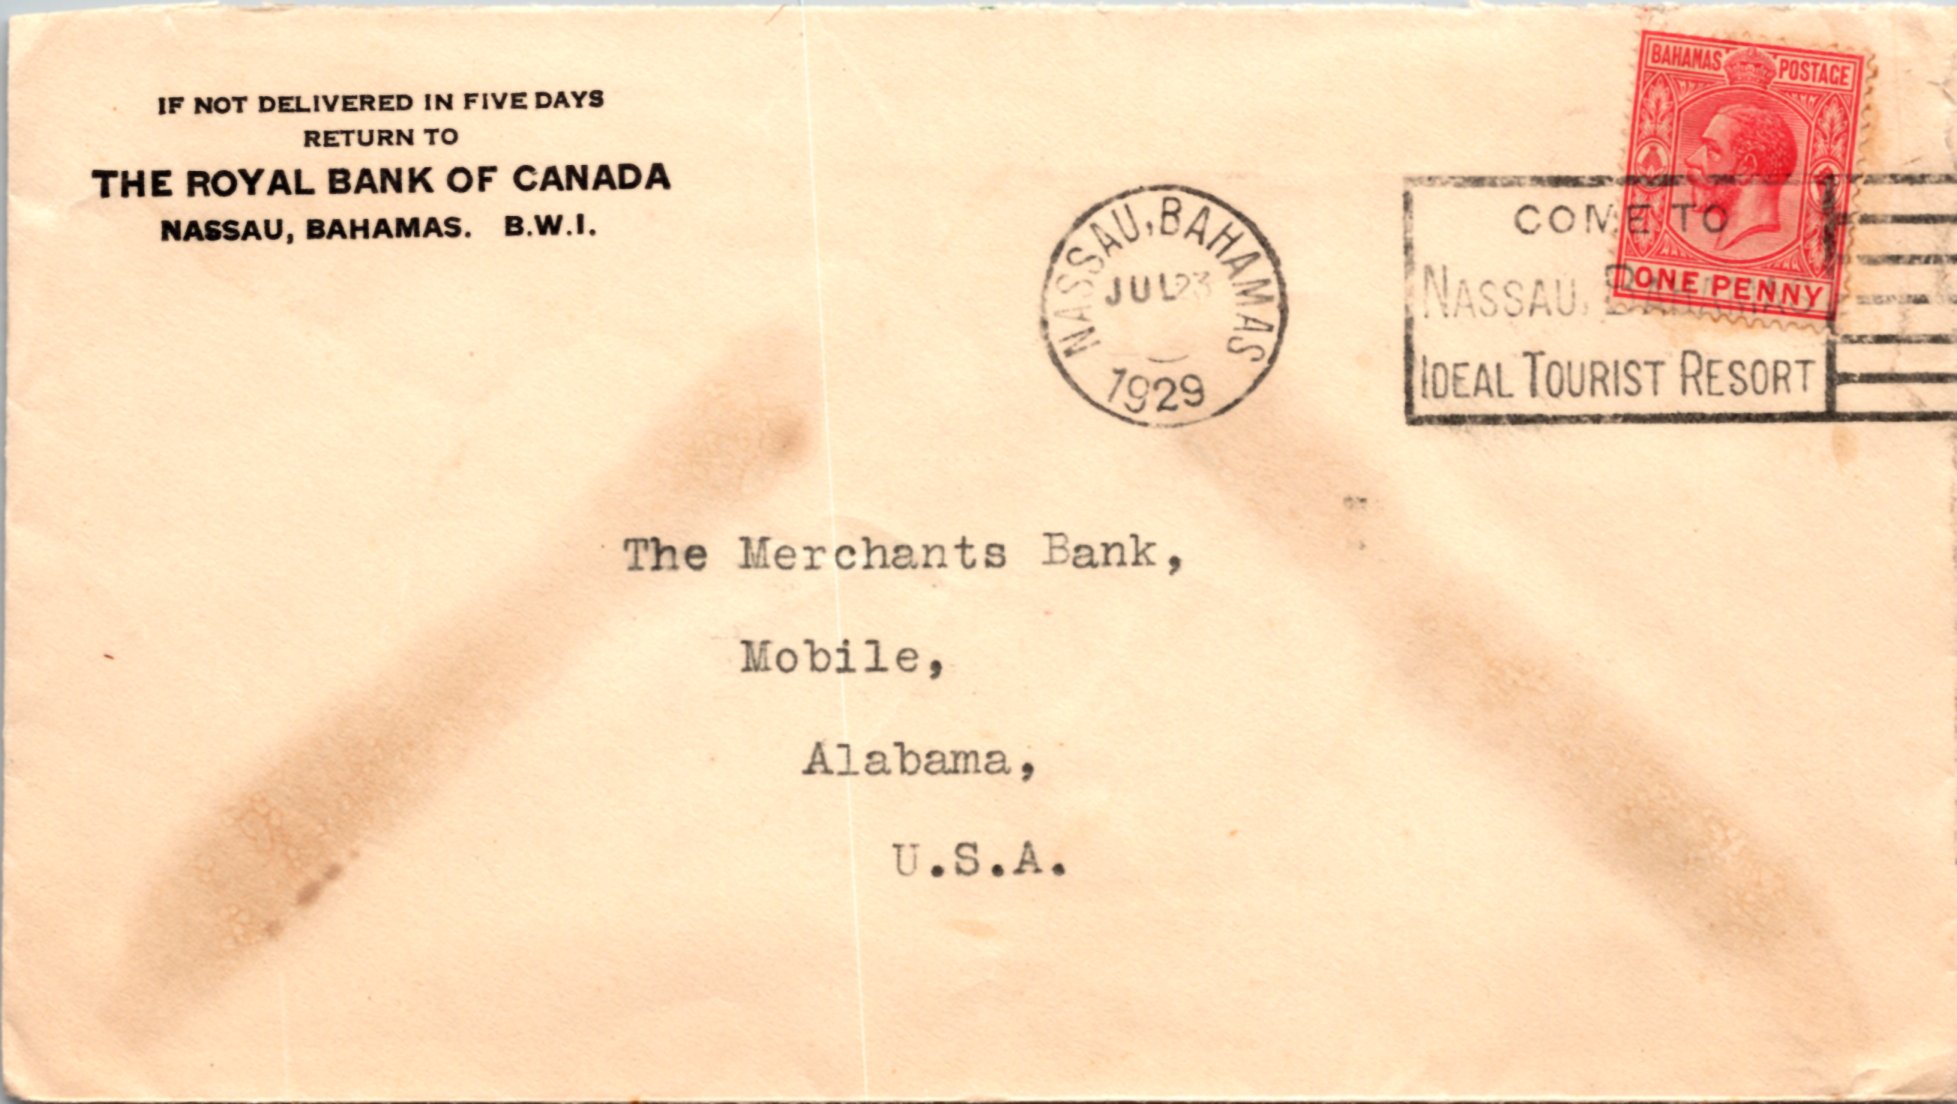 IF NOT DELIVERED IN FIVE DAYS
RETURN TO
THE ROYAL BANK OF CANADA
NASSAU, BAHAMAS. B.W.I.
BAHAMAS POSTAGE
ONE PENNY
NASSAU, BAHAMAS
JUL 23
1929
COME TO
NASSAU, BAHAMAS
IDEAL TOURIST RESORT
The Merchants Bank,
Mobile,
Alabama,
U.S.A.